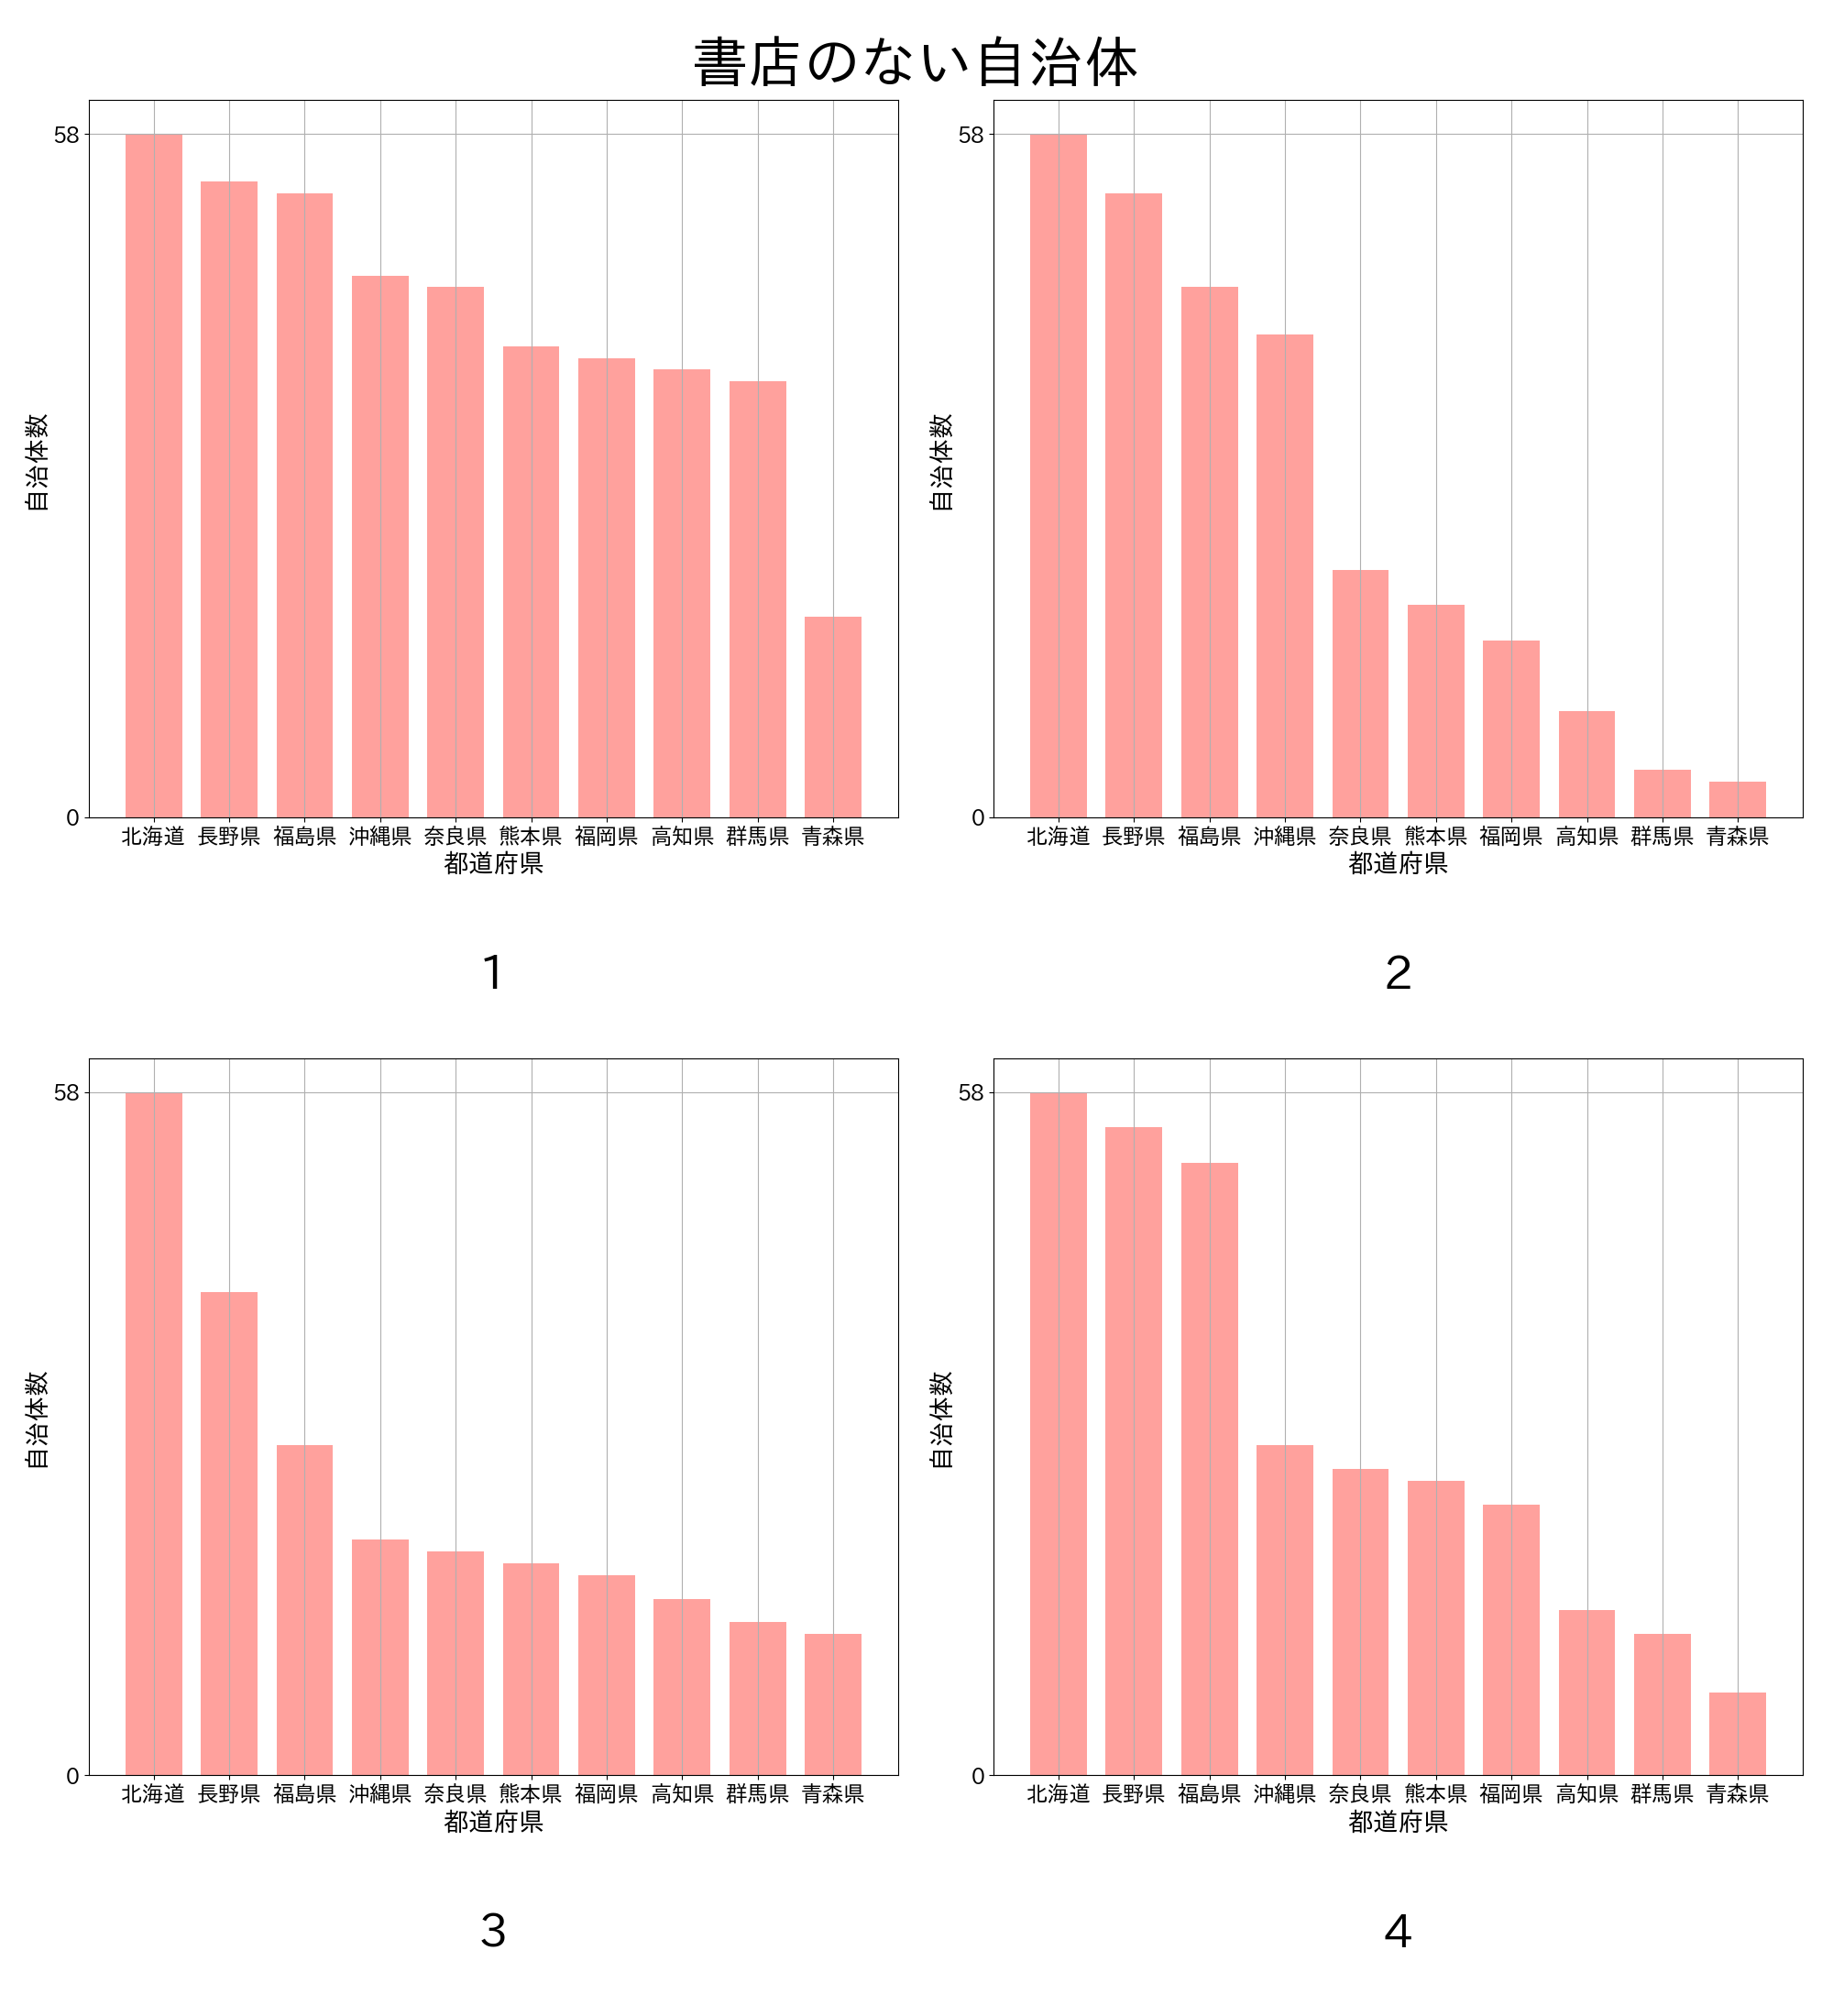 書店のない自治体
58
0
自治体数
北海道 長野県 福島県 沖縄県 奈良県 熊本県 福岡県 高知県 群馬県 青森県
都道府県
1
58
0
自治体数
北海道 長野県 福島県 沖縄県 奈良県 熊本県 福岡県 高知県 群馬県 青森県
都道府県
2
58
0
自治体数
北海道 長野県 福島県 沖縄県 奈良県 熊本県 福岡県 高知県 群馬県 青森県
都道府県
3
58
0
自治体数
北海道 長野県 福島県 沖縄県 奈良県 熊本県 福岡県 高知県 群馬県 青森県
都道府県
4